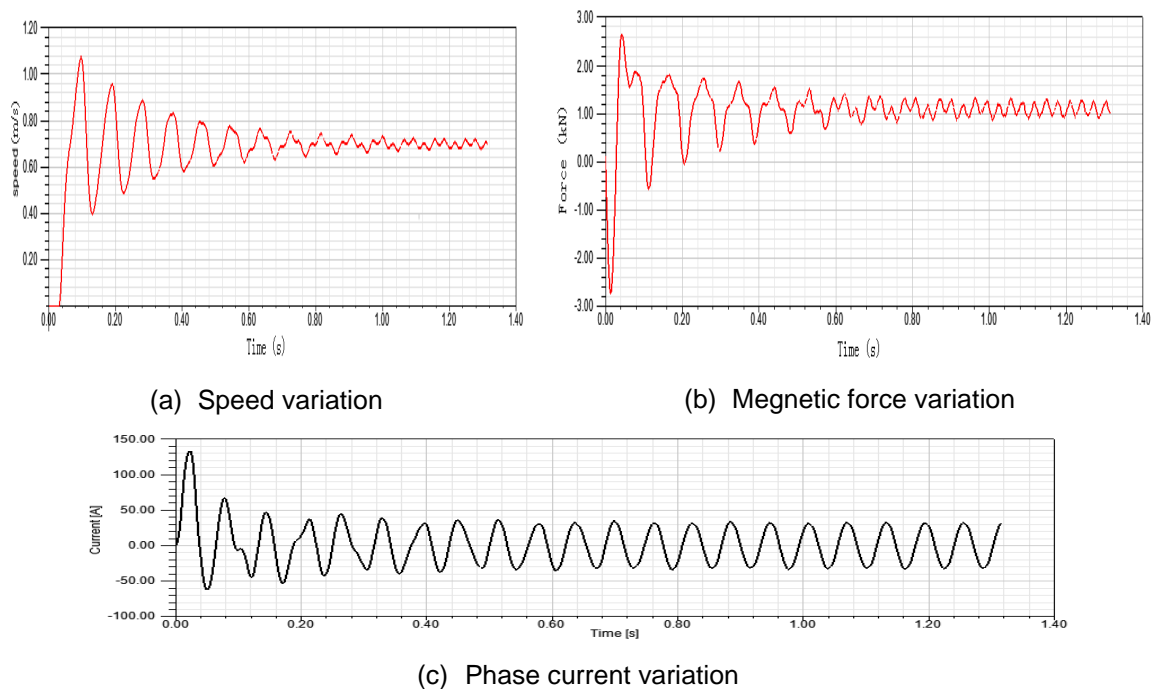 1.20
1.00
0.80
0.60
0.40
0.20
speed(m/s)
0.00 0.20 0.40 0.60 0.80 1.00 1.20 1.40
Time(s)
(a) Speed variation
3.00
2.00
1.00
0.00
-1.00
-2.00
-3.00
Force (kN)
0.00 0.20 0.40 0.60 0.80 1.00 1.20 1.40
Time(s)
(b) Megnetic force variation
150.00
100.00
50.00
0.00
-50.00
-100.00
Current[A]
0.00 0.20 0.40 0.60 0.80 1.00 1.20 1.40
Time [s]
(c) Phase current variation